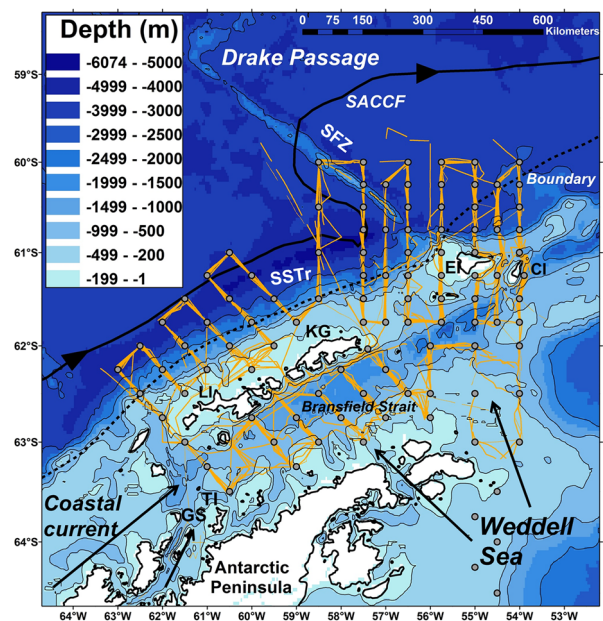 Depth (m)
-6074 - -5000
-4999 - -4000
-3999 - -3000
-2999 - -2500
-2499 - -2000
-1999 - -1500
-1499 - -1000
-999 - -500
-499 - -200
-199 - -1
0 75 150 300 450 600
Kilometers
Drake Passage
SACCF
SFZ
Boundary
SSTr
EI
CI
KG
LI
Bransfield Strait
Coastal
current
TI
GS
Weddell
Sea
Antarctic
Peninsula
59°S
60°S
61°S
62°S
63°S
64°S
63°W 62°W 61°W 60°W 59°W 58°W 57°W 56°W 55°W 54°W 53°W